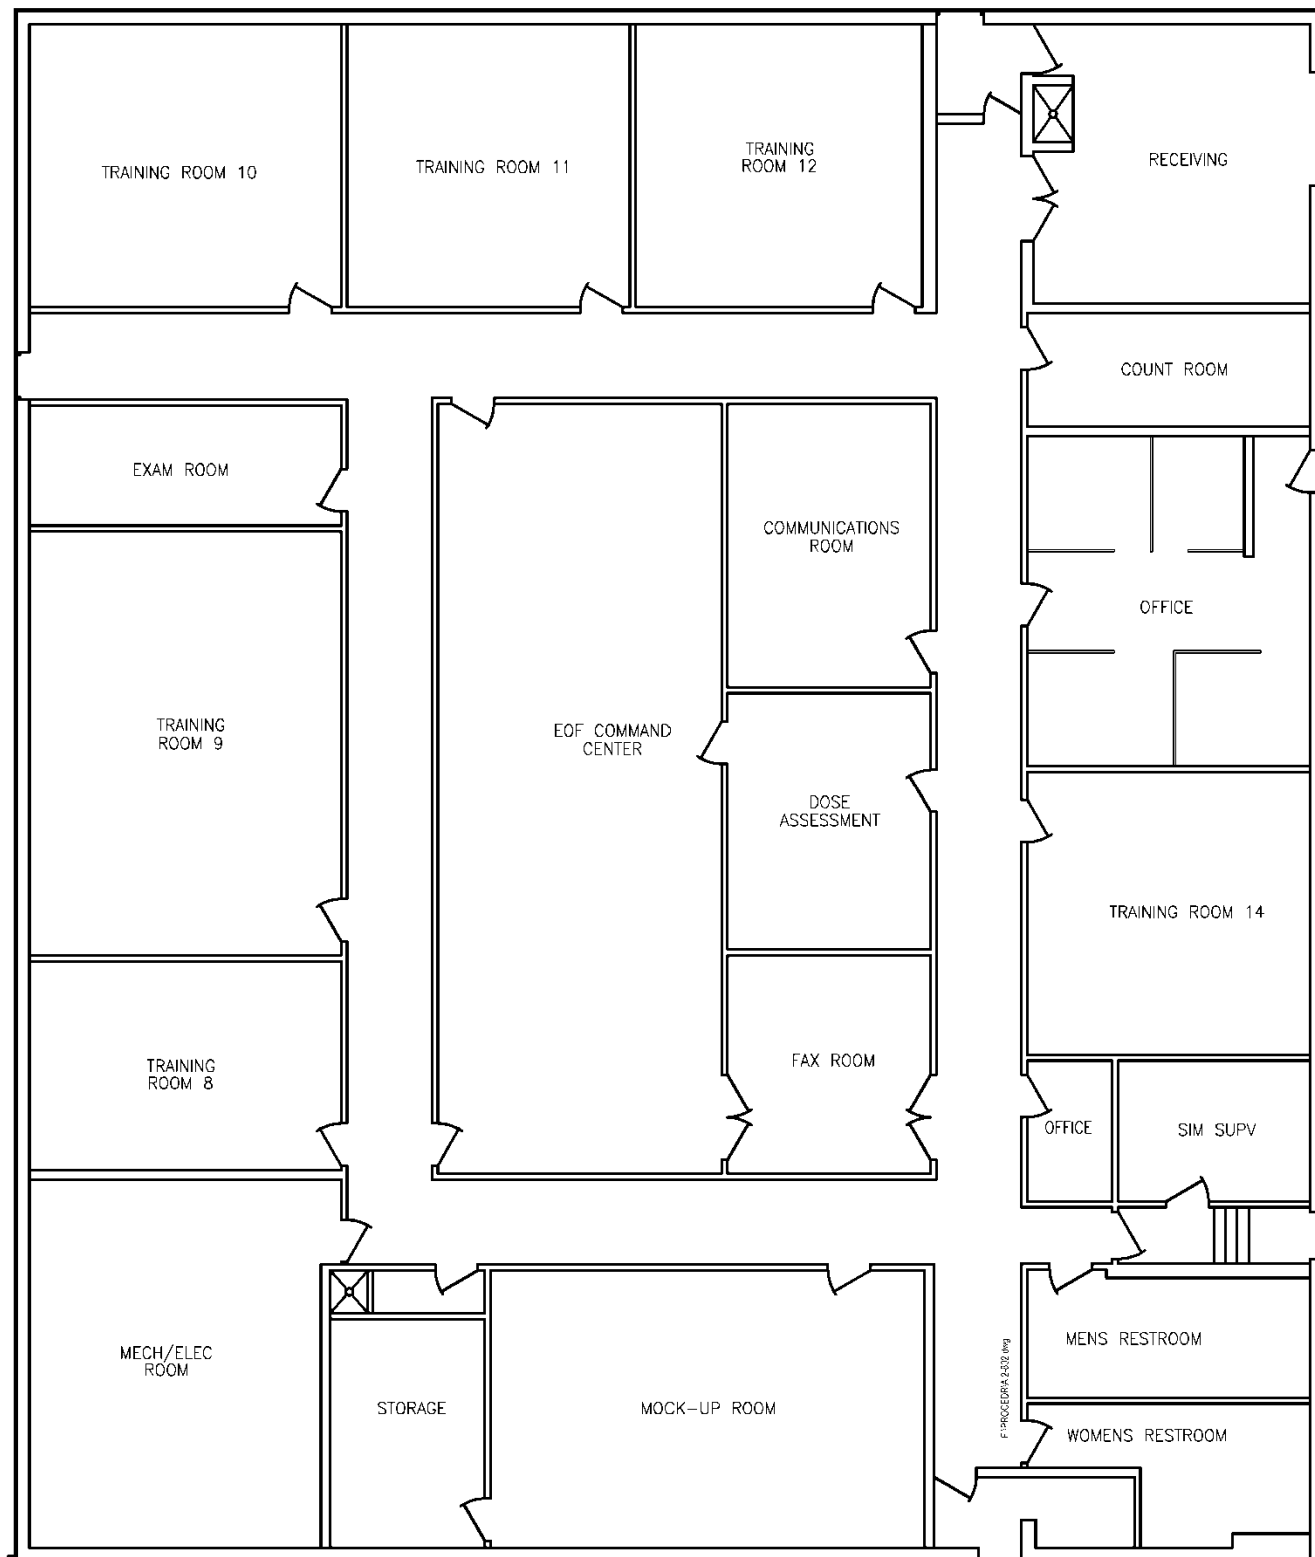 TRAINING ROOM 10
TRAINING ROOM 11
TRAINING
ROOM 12
RECEIVING
COUNT ROOM
EXAM ROOM
COMMUNICATIONS
ROOM
OFFICE
TRAINING
ROOM 9
EOF COMMAND
CENTER
DOSE
ASSESSMENT
TRAINING ROOM 14
TRAINING
ROOM 8
FAX ROOM
OFFICE
SIM SUPV
MECH/ELEC
ROOM
STORAGE
MOCK-UP ROOM
MENS RESTROOM
WOMENS RESTROOM